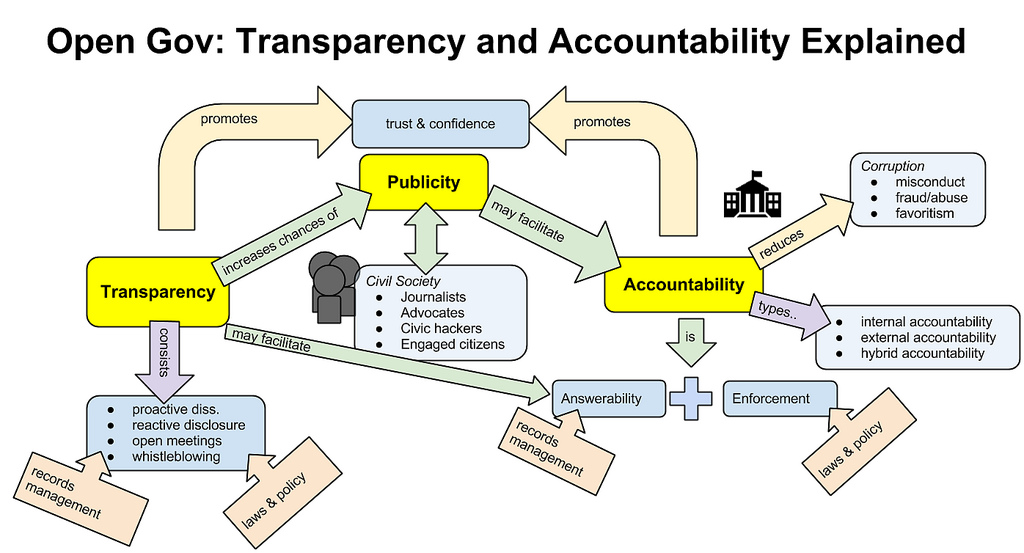 Open Gov: Transparency and Accountability Explained
promotes
trust & confidence
promotes
Publicity
increases chances of
may facilitate
Corruption
● misconduct
● fraud/abuse
● favoritism
reduces
Transparency
Civil Society
● Journalists
● Advocates
● Civic hackers
● Engaged citizens
Accountability
types..
● internal accountability
● external accountability
● hybrid accountability
consists
may facilitate
is
● proactive diss.
● reactive disclosure
● open meetings
● whistleblowing
Answerability
Enforcement
records
management
laws & policy
records
management
laws & policy